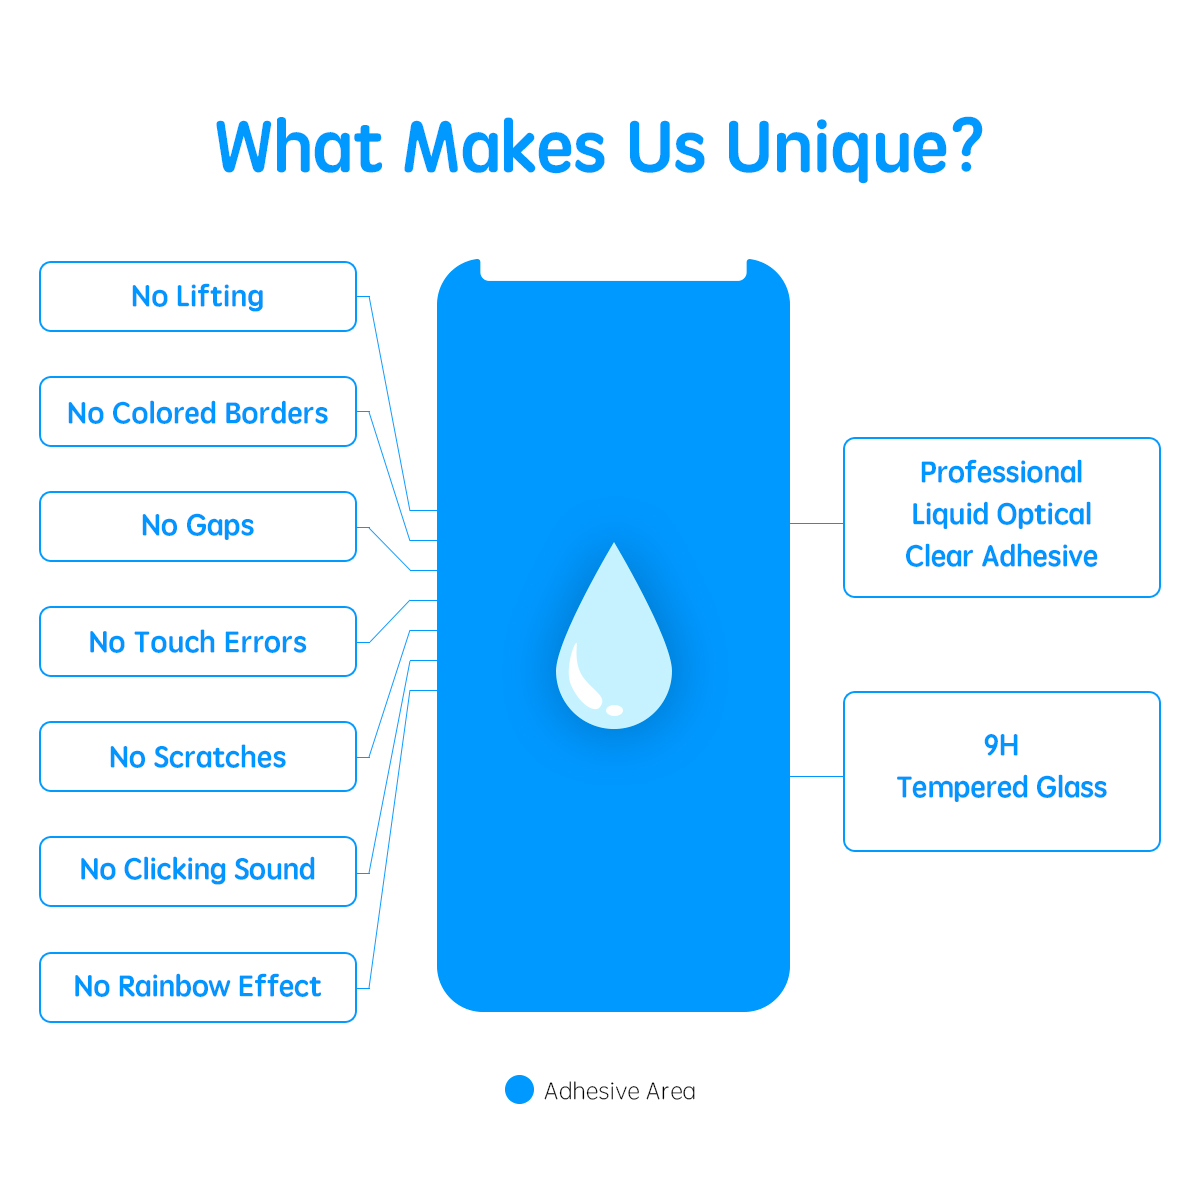 What Makes Us Unique?
No Lifting
No Colored Borders
No Gaps
No Touch Errors
No Scratches
No Clicking Sound
No Rainbow Effect
Professional
Liquid Optical
Clear Adhesive
9H
Tempered Glass
Adhesive Area